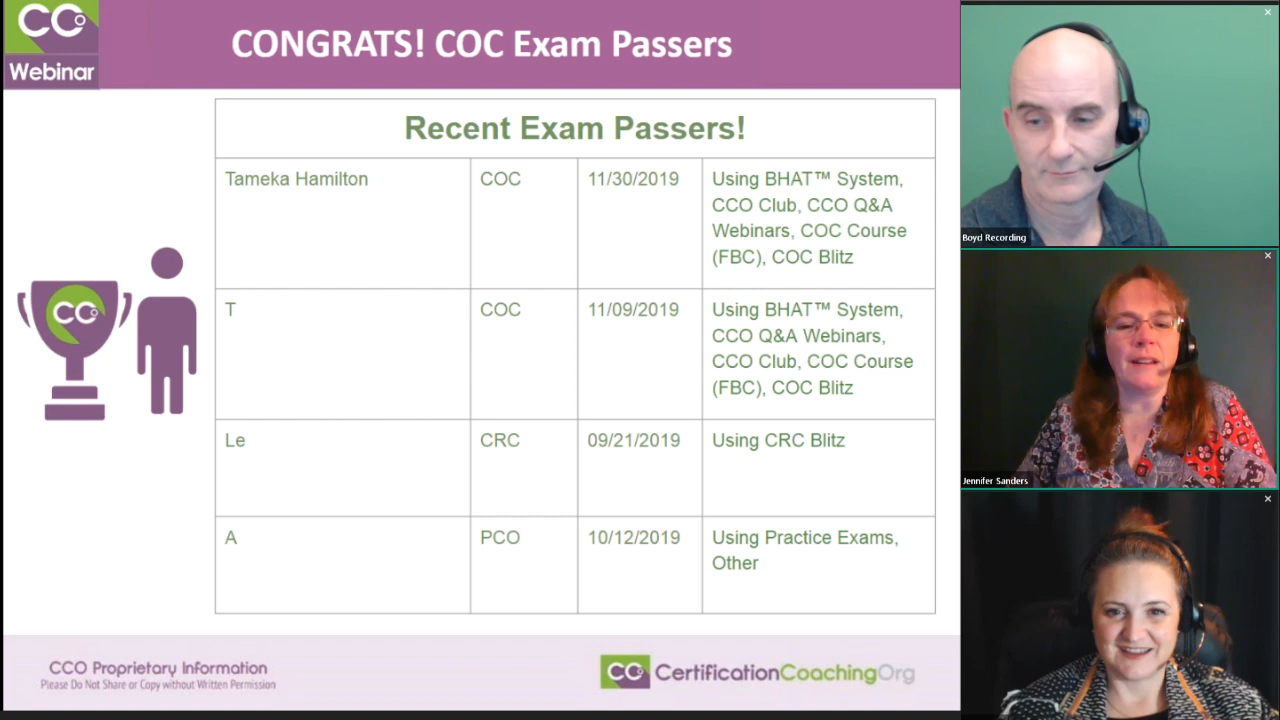 CCO
Webinar
CONGRATS! COC Exam Passers
Recent Exam Passers!
Tameka Hamilton COC 11/30/2019 Using BHAT™ System,
CCO Club, CCO Q&A
Webinars, COC Course
(FBC), COC Blitz
T COC 11/09/2019 Using BHAT™ System,
CCO Q&A Webinars,
CCO Club, COC Course
(FBC), COC Blitz
Le CRC 09/21/2019 Using CRC Blitz
A PCO 10/12/2019 Using Practice Exams,
Other
CCO
CCO Proprietary Information
Please Do Not Share or Copy without Written Permission
CCO CertificationCoachingOrg
Boyd Recording
Jennifer Sanders